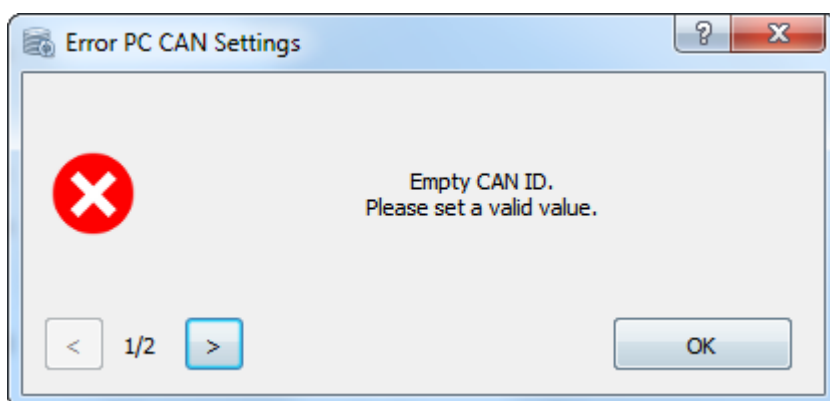 Error PC CAN Settings
?
X
Empty CAN ID.
Please set a valid value.
<
1/2
>
OK